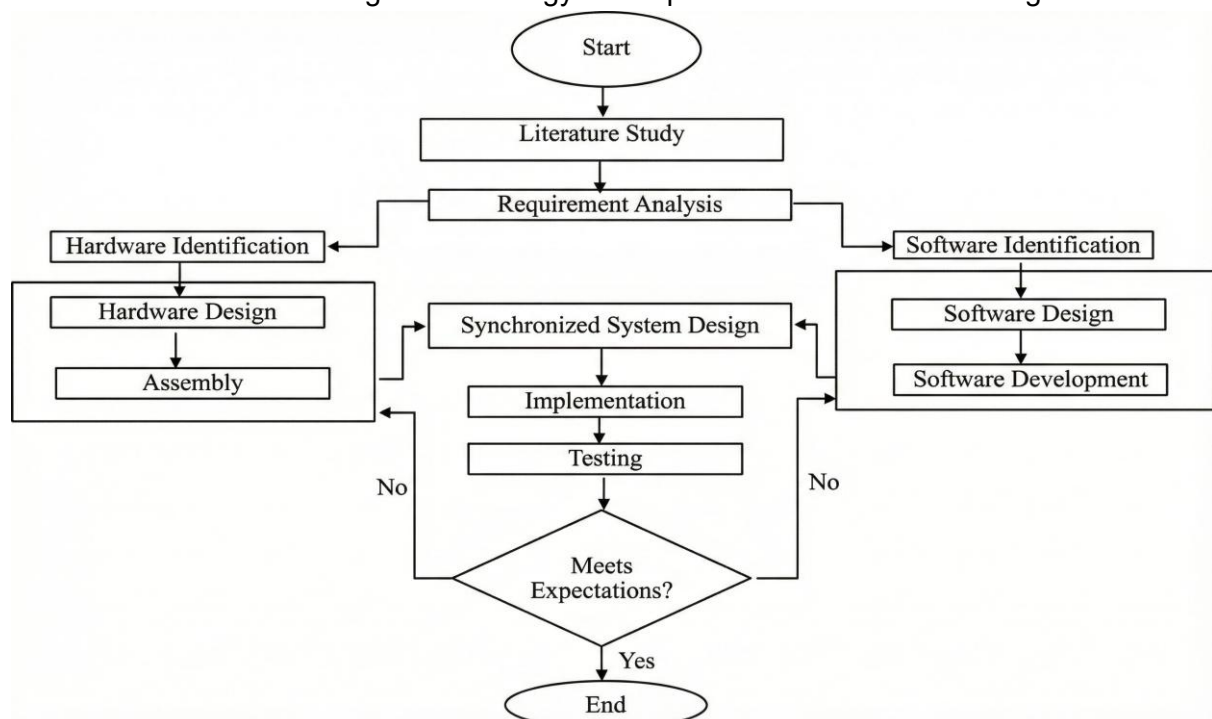 Start
Literature Study
Requirement Analysis
Hardware Identification
Software Identification
Hardware Design
Assembly
Synchronized System Design
Software Design
Software Development
Implementation
Testing
No
No
Meets
Expectations?
Yes
End